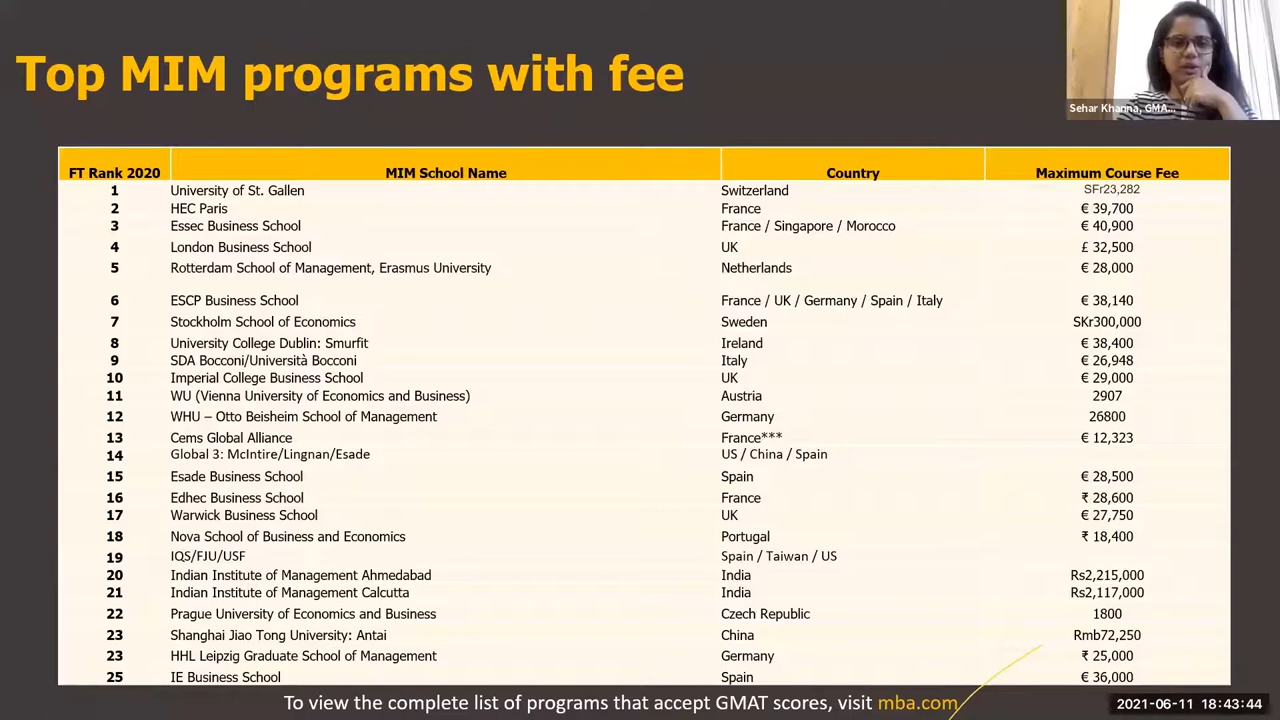 Top MIM programs with fee
Sehar Khanna, GMA...
FT Rank 2020 MIM School Name Country Maximum Course Fee
1 University of St. Gallen Switzerland SFr23,282
2 HEC Paris France € 39,700
3 Essec Business School France / Singapore / Morocco € 40,900
4 London Business School UK £ 32,500
5 Rotterdam School of Management, Erasmus University Netherlands € 28,000
6 ESCP Business School France / UK / Germany / Spain / Italy € 38,140
7 Stockholm School of Economics Sweden SKr300,000
8 University College Dublin: Smurfit Ireland € 38,400
9 SDA Bocconi/Università Bocconi Italy € 26,948
10 Imperial College Business School UK € 29,000
11 WU (Vienna University of Economics and Business) Austria 2907
12 WHU – Otto Beisheim School of Management Germany 26800
13 Cems Global Alliance France*** € 12,323
14 Global 3: McIntire/Lingnan/Esade US / China / Spain
15 Esade Business School Spain € 28,500
16 Edhec Business School France ₹ 28,600
17 Warwick Business School UK € 27,750
18 Nova School of Business and Economics Portugal ₹ 18,400
19 IQS/FJU/USF Spain / Taiwan / US
20 Indian Institute of Management Ahmedabad India Rs2,215,000
21 Indian Institute of Management Calcutta India Rs2,117,000
22 Prague University of Economics and Business Czech Republic 1800
23 Shanghai Jiao Tong University: Antai China Rmb72,250
23 HHL Leipzig Graduate School of Management Germany ₹ 25,000
25 IE Business School Spain € 36,000
To view the complete list of programs that accept GMAT scores, visit mba.com
2021-06-11 18:43:44